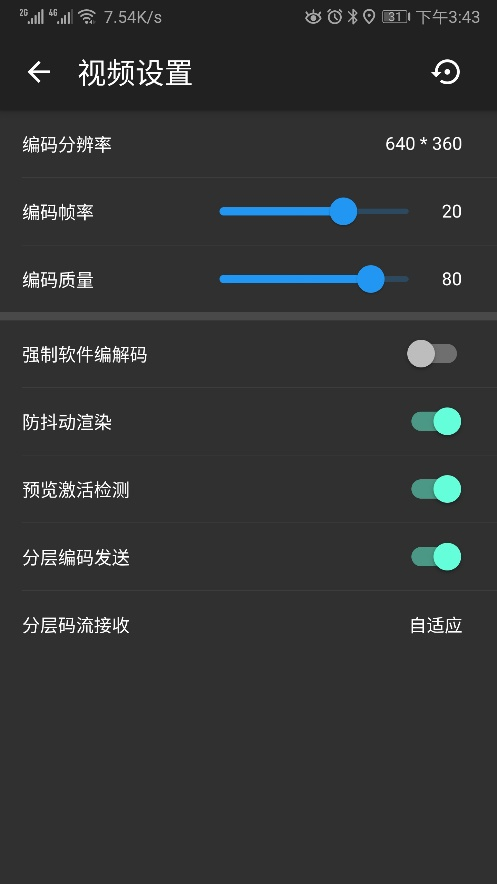 2G 4G 7.54K/s 31 下午3:43
视频设置
编码分辨率 640 * 360
编码帧率 20
编码质量 80
强制软件编解码
防抖动渲染
预览激活检测
分层编码发送
分层码流接收 自适应